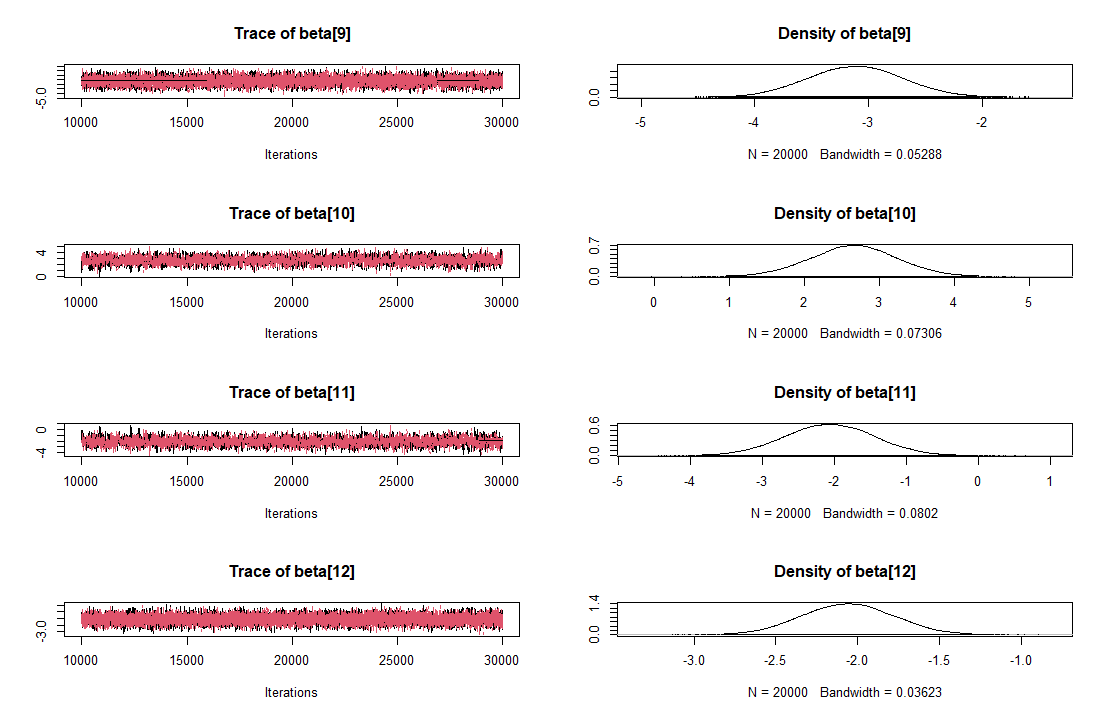 Trace of beta[9] Density of beta[9]
-5.0 0.0
10000 15000 20000 25000 30000 -5 -4 -3 -2
Iterations N = 20000 Bandwidth = 0.05288
Trace of beta[10] Density of beta[10]
4 0.7
0 0.0
10000 15000 20000 25000 30000 0 1 2 3 4 5
Iterations N = 20000 Bandwidth = 0.07306
Trace of beta[11] Density of beta[11]
0 0.6
-4 0.0
10000 15000 20000 25000 30000 -5 -4 -3 -2 -1 0 1
Iterations N = 20000 Bandwidth = 0.0802
Trace of beta[12] Density of beta[12]
-3.0 0.0 1.4
10000 15000 20000 25000 30000 -3.0 -2.5 -2.0 -1.5 -1.0
Iterations N = 20000 Bandwidth = 0.03623